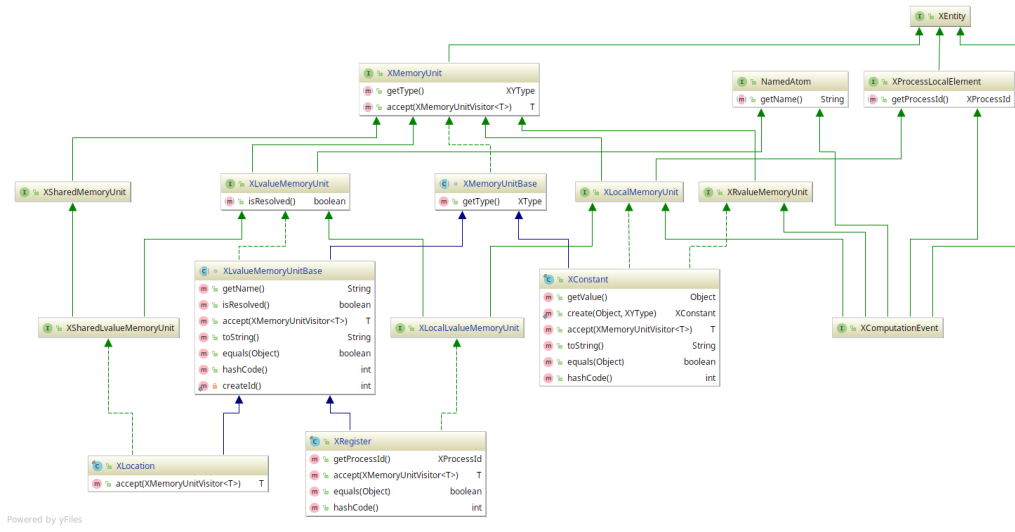 XEntity
XMemoryUnit
getType() XYType
accept(XMemoryUnitVisitor<T>) T
NamedAtom
getName() String
XProcessLocalElement
getProcessId() XProcessId
XSharedMemoryUnit
XLvalueMemoryUnit
isResolved() boolean
XMemoryUnitBase
getType() XType
XLocalMemoryUnit
XRvalueMemoryUnit
XLvalueMemoryUnitBase
getName() String
isResolved() boolean
accept(XMemoryUnitVisitor<T>) T
toString() String
equals(Object) boolean
hashCode() int
createId() int
XConstant
getValue() Object
create(Object, XYType) XConstant
accept(XMemoryUnitVisitor<T>) T
toString() String
equals(Object) boolean
hashCode() int
XSharedLvalueMemoryUnit
XLocalLvalueMemoryUnit
XComputationEvent
XLocation
accept(XMemoryUnitVisitor<T>) T
XRegister
getProcessId() XProcessId
accept(XMemoryUnitVisitor<T>) T
equals(Object) boolean
hashCode() int
Powered by yFiles